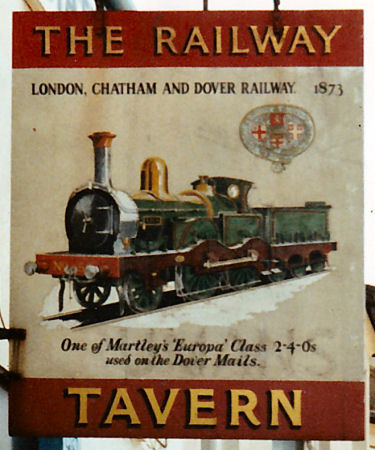 THE RAILWAY
LONDON, CHATHAM AND DOVER RAILWAY. 1873
One of Martley's 'Europa' Class 2-4-0s
used on the Dover Mails.
TAVERN